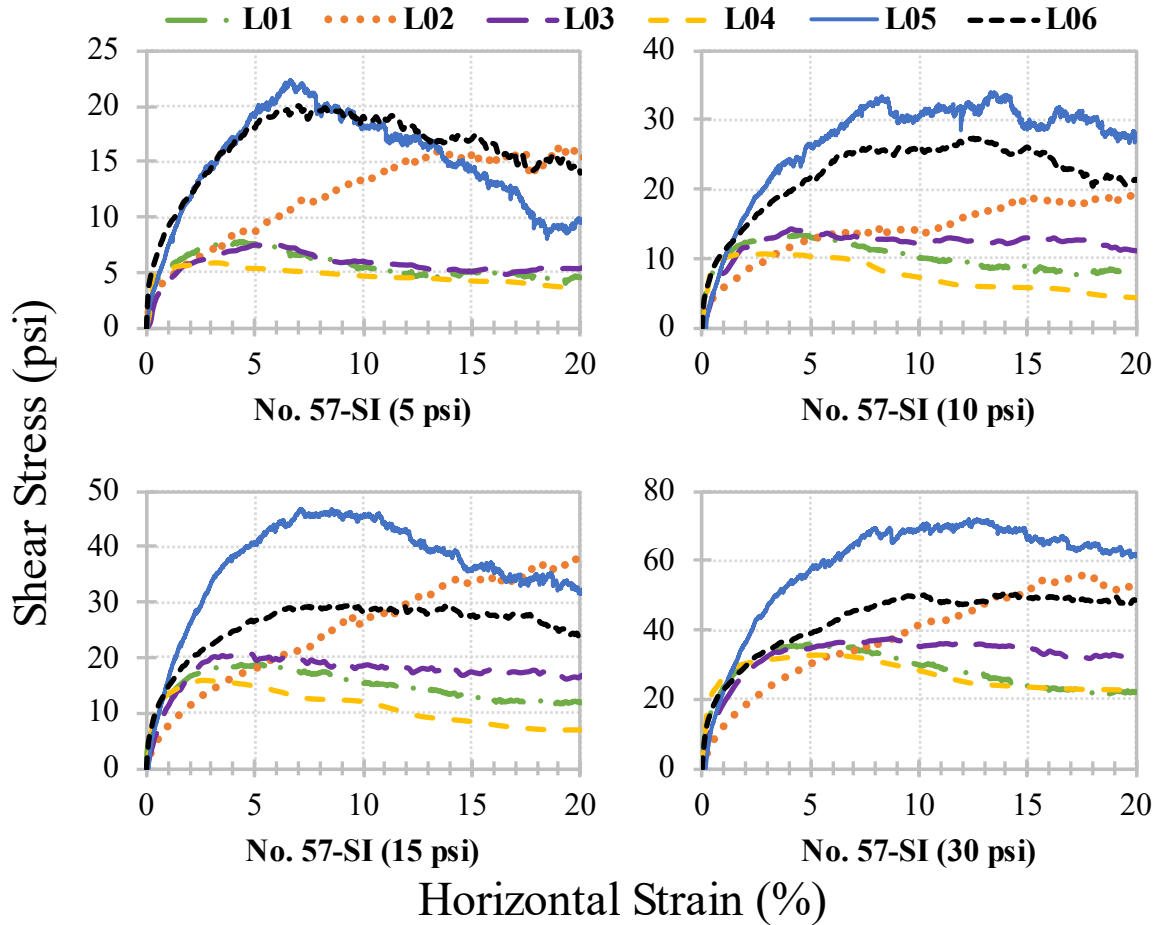 L01 L02 L03 L04 L05 L06
Shear Stress (psi)
25
20
15
10
5
0
0 5 10 15 20
No. 57-SI (5 psi)
40
30
20
10
0
0 5 10 15 20
No. 57-SI (10 psi)
50
40
30
20
10
0
0 5 10 15 20
No. 57-SI (15 psi)
80
60
40
20
0
0 5 10 15 20
No. 57-SI (30 psi)
Horizontal Strain (%)